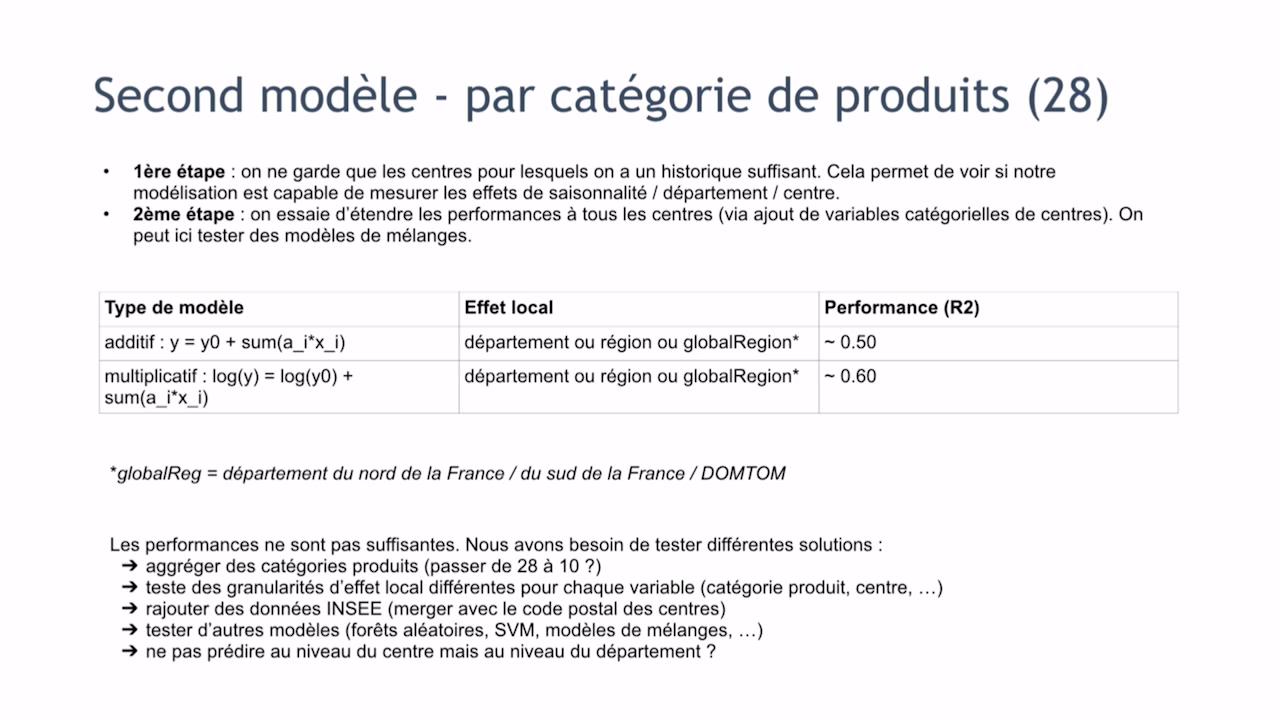 Second modèle - par catégorie de produits (28)
• 1ère étape : on ne garde que les centres pour lesquels on a un historique suffisant. Cela permet de voir si notre
modélisation est capable de mesurer les effets de saisonnalité / département / centre.
• 2ème étape : on essaie d'étendre les performances à tous les centres (via ajout de variables catégorielles de centres). On
peut ici tester des modèles de mélanges.
Type de modèle Effet local Performance (R2)
additif : y = y0 + sum(a_i*x_i) département ou région ou globalRegion* ~ 0.50
multiplicatif : log(y) = log(y0) + département ou région ou globalRegion* ~ 0.60
sum(a_i*x_i)
*globalReg = département du nord de la France / du sud de la France / DOMTOM
Les performances ne sont pas suffisantes. Nous avons besoin de tester différentes solutions :
➔ aggréger des catégories produits (passer de 28 à 10 ?)
➔ teste des granularités d'effet local différentes pour chaque variable (catégorie produit, centre, …)
➔ rajouter des données INSEE (merger avec le code postal des centres)
➔ tester d'autres modèles (forêts aléatoires, SVM, modèles de mélanges, …)
➔ ne pas prédire au niveau du centre mais au niveau du département ?